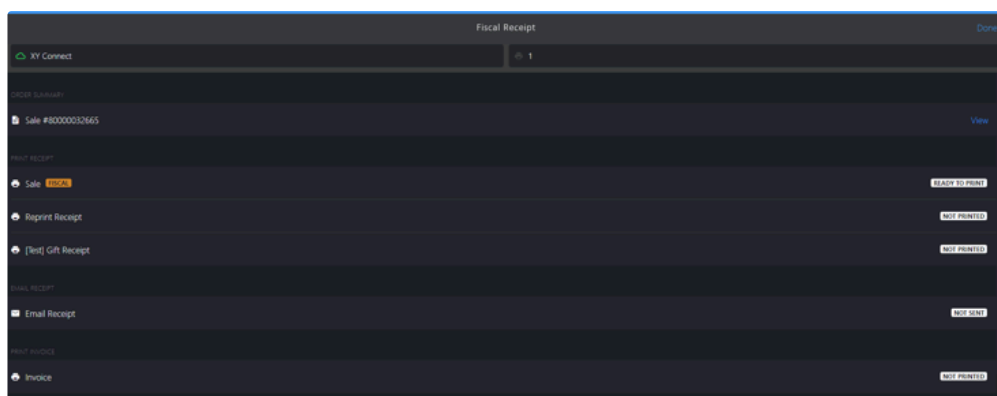 Fiscal Receipt
Done
XY Connect
1
ORDER SUMMARY
Sale #80000032665
View
PRINT RECEIPT
Sale FISCAL
READY TO PRINT
Reprint Receipt
NOT PRINTED
[Test] Gift Receipt
NOT PRINTED
EMAIL RECEIPT
Email Receipt
NOT SENT
PRINT INVOICE
Invoice
NOT PRINTED